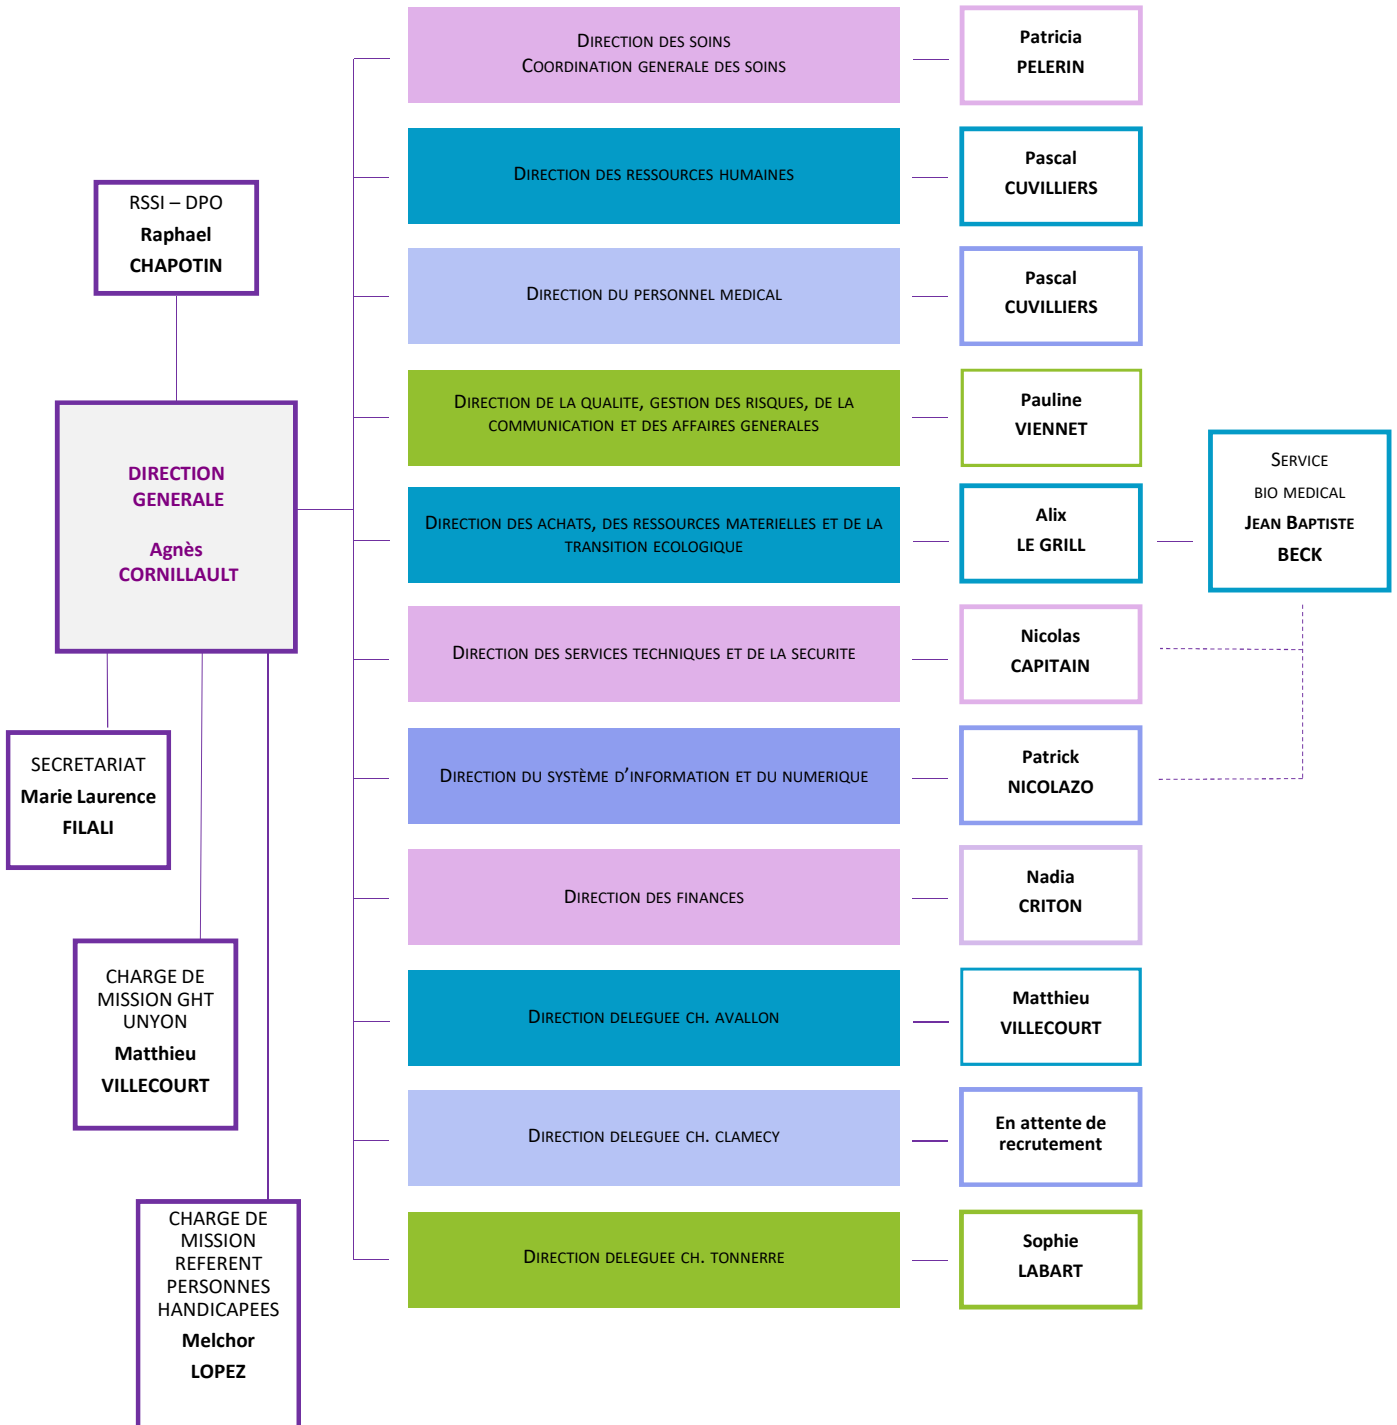 RSSI – DPO
Raphael
CHAPOTIN
DIRECTION
GENERALE
Agnès
CORNILLAULT
SECRETARIAT
Marie Laurence
FILALI
CHARGE DE
MISSION GHT
UNYON
Matthieu
VILLECOURT
CHARGE DE
MISSION
REFERENT
PERSONNES
HANDICAPEES
Melchor
LOPEZ
DIRECTION DES SOINS
COORDINATION GENERALE DES SOINS
Patricia
PELERIN
DIRECTION DES RESSOURCES HUMAINES
Pascal
CUVILLIERS
DIRECTION DU PERSONNEL MEDICAL
Pascal
CUVILLIERS
DIRECTION DE LA QUALITE, GESTION DES RISQUES, DE LA
COMMUNICATION ET DES AFFAIRES GENERALES
Pauline
VIENNET
DIRECTION DES ACHATS, DES RESSOURCES MATERIELLES ET DE LA
TRANSITION ECOLOGIQUE
Alix
LE GRILL
SERVICE
BIO MEDICAL
JEAN BAPTISTE
BECK
DIRECTION DES SERVICES TECHNIQUES ET DE LA SECURITE
Nicolas
CAPITAIN
DIRECTION DU SYSTÈME D’INFORMATION ET DU NUMERIQUE
Patrick
NICOLAZO
DIRECTION DES FINANCES
Nadia
CRITON
DIRECTION DELEGUEE CH. AVALLON
Matthieu
VILLECOURT
DIRECTION DELEGUEE CH. CLAMECY
En attente de
recrutement
DIRECTION DELEGUEE CH. TONNERRE
Sophie
LABART